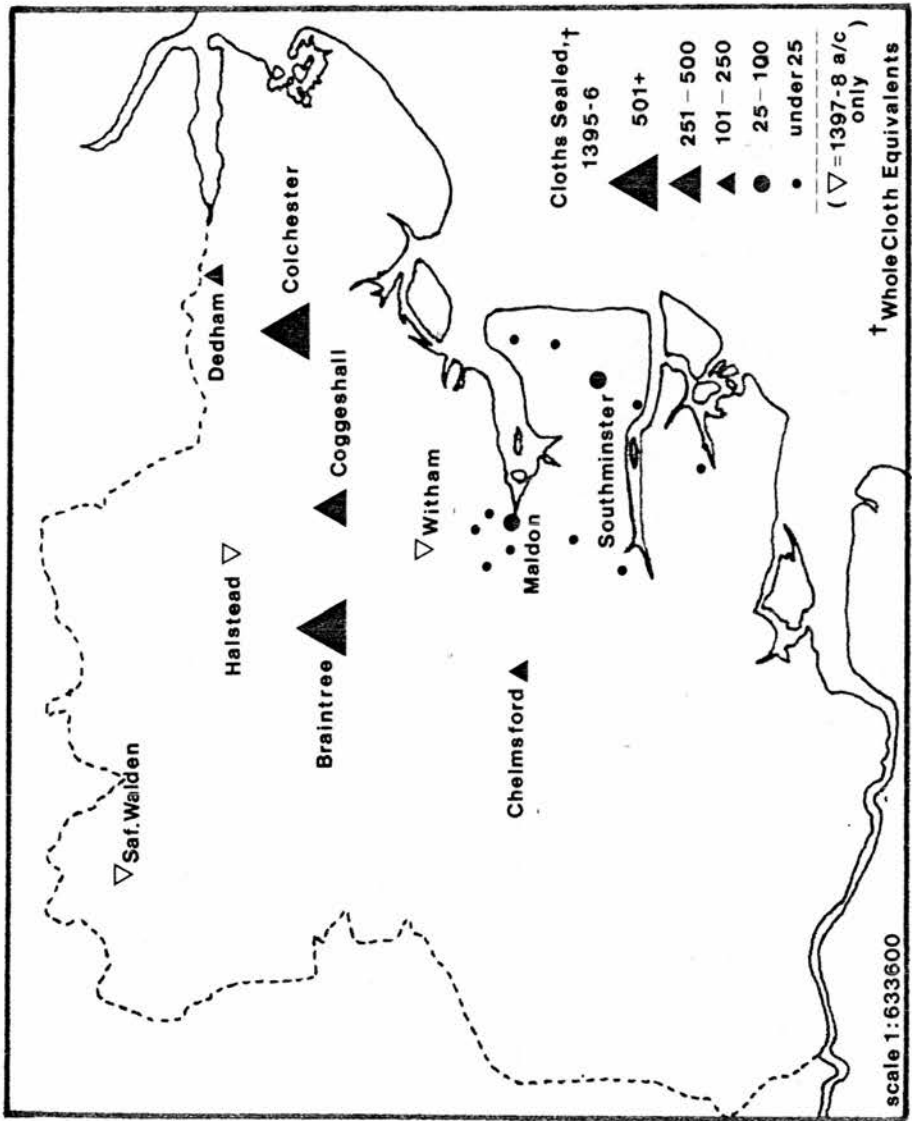 Saf.Walden
Halstead
Dedham
Colchester
Braintree
Coggeshall
Witham
Chelmsford
Maldon
Southminster
Cloths Sealed,†
1395-6
501+
251–500
101–250
25–100
under 25
(▽=1397-8 a/c
only
scale 1:633600
†Whole Cloth Equivalents